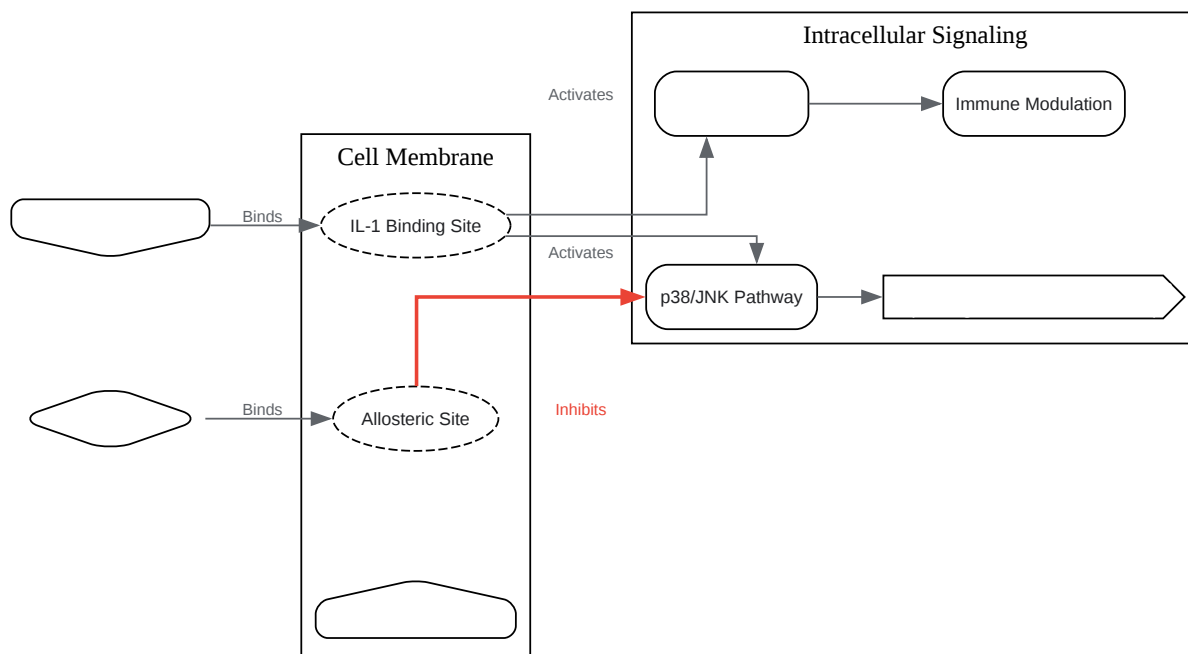 Intracellular Signaling
Activates
Immune Modulation
Cell Membrane
Binds
IL-1 Binding Site
Activates
p38/JNK Pathway
Binds
Allosteric Site
Inhibits